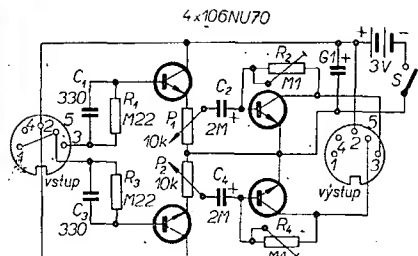 4x106NU70
C1
330
R1
M22
P1
10k
C2
2M
+
R2
M1
G1
+
+
3V
S
4
2
5
1
3
vstup
C3
330
R3
M22
P2
10k
C4
2M
+
R4
5
2
4
1
3
výstup